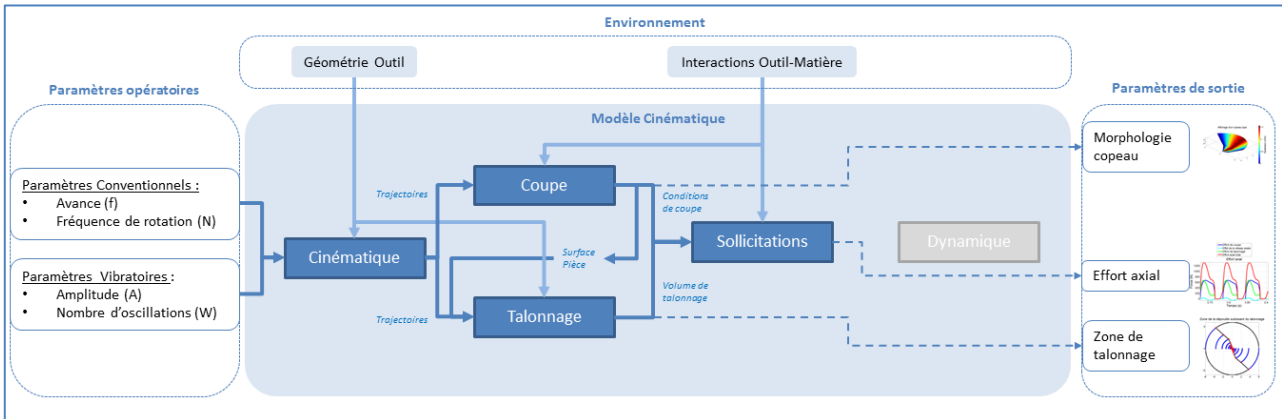 Environnement
Géométrie Outil
Interactions Outil-Matière
Paramètres opératoires
Paramètres de sortie
Modèle Cinématique
Morphologie
copeau
Paramètres Conventionnels :
• Avance (f)
• Fréquence de rotation (N)
Trajectoires
Coupe
Conditions
de coupe
Cinématique
Surface
Pièce
Sollicitations
Dynamique
Paramètres Vibratoires :
• Amplitude (A)
• Nombre d'oscillations (W)
Volume de
talonnage
Effort axial
Trajectoires
Talonnage
Zone de
talonnage